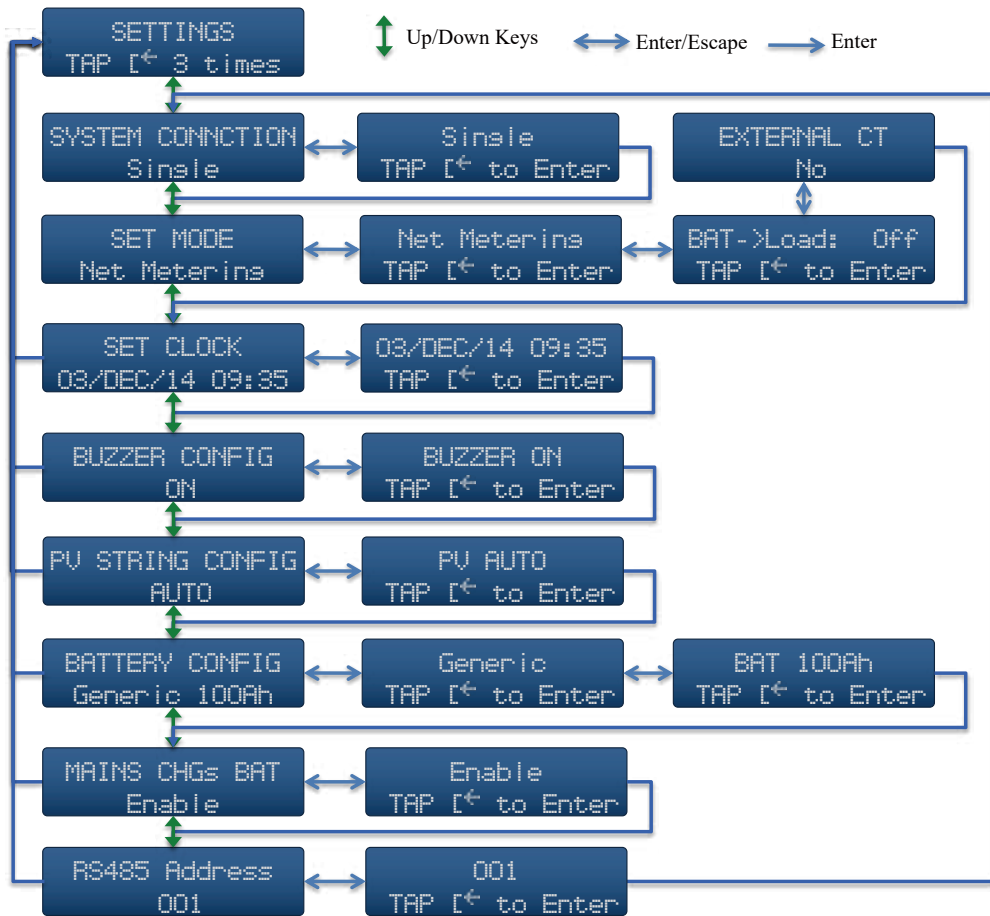 SETTINGS
TAP [← 3 times
Up/Down Keys
Enter/Escape
Enter
SYSTEM CONNCTION
Single
Single
TAP [← to Enter
EXTERNAL CT
No
SET MODE
Net Metering
Net Metering
TAP [← to Enter
BAT->Load: Off
TAP [← to Enter
SET CLOCK
03/DEC/14 09:35
03/DEC/14 09:35
TAP [← to Enter
BUZZER CONFIG
ON
BUZZER ON
TAP [← to Enter
PV STRING CONFIG
AUTO
PV AUTO
TAP [← to Enter
BATTERY CONFIG
Generic 100Ah
Generic
TAP [← to Enter
BAT 100Ah
TAP [← to Enter
MAINS CHGs BAT
Enable
Enable
TAP [← to Enter
RS485 Address
001
001
TAP [← to Enter